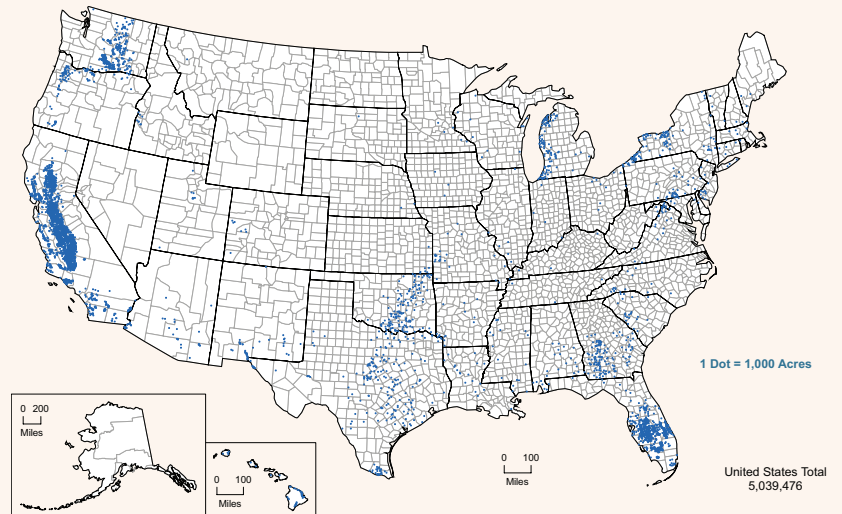 1 Dot = 1,000 Acres
0 200
Miles
0 100
Miles
0 100
Miles
United States Total
5,039,476